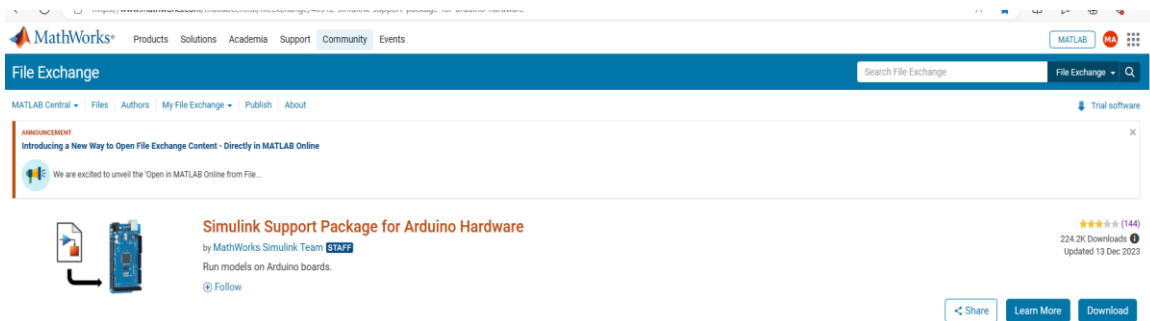 MathWorks® Products Solutions Academia Support Community Events MATLAB MA
File Exchange Search File Exchange File Exchange
MATLAB Central Files Authors My File Exchange Publish About Trial software
ANNOUNCEMENT ×
Introducing a New Way to Open File Exchange Content - Directly in MATLAB Online
We are excited to unveil the 'Open in MATLAB Online from File...
Simulink Support Package for Arduino Hardware
(144)
by MathWorks Simulink Team STAFF
224.2K Downloads
Run models on Arduino boards.
Updated 13 Dec 2023
Follow
Share Learn More Download